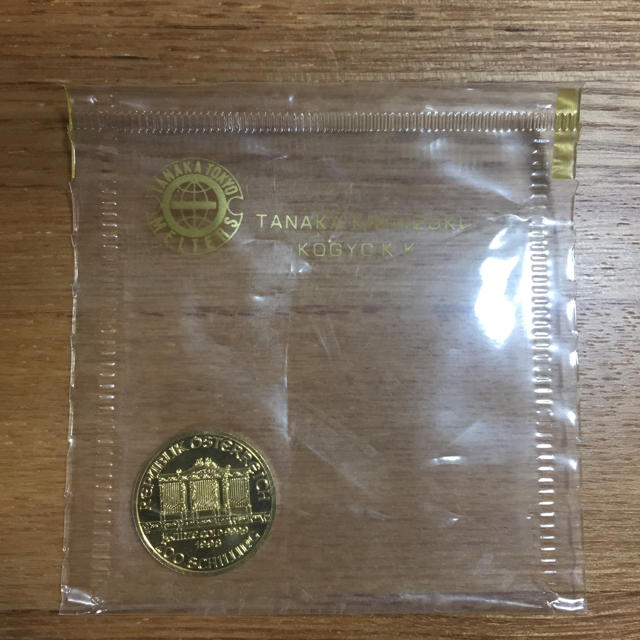 TANAKA TOKYO
MELTERS
TANAKA KIKINZOKU
KOGYO K.K.
REPUBLIK ÖSTERREICH
200 SCHILLING